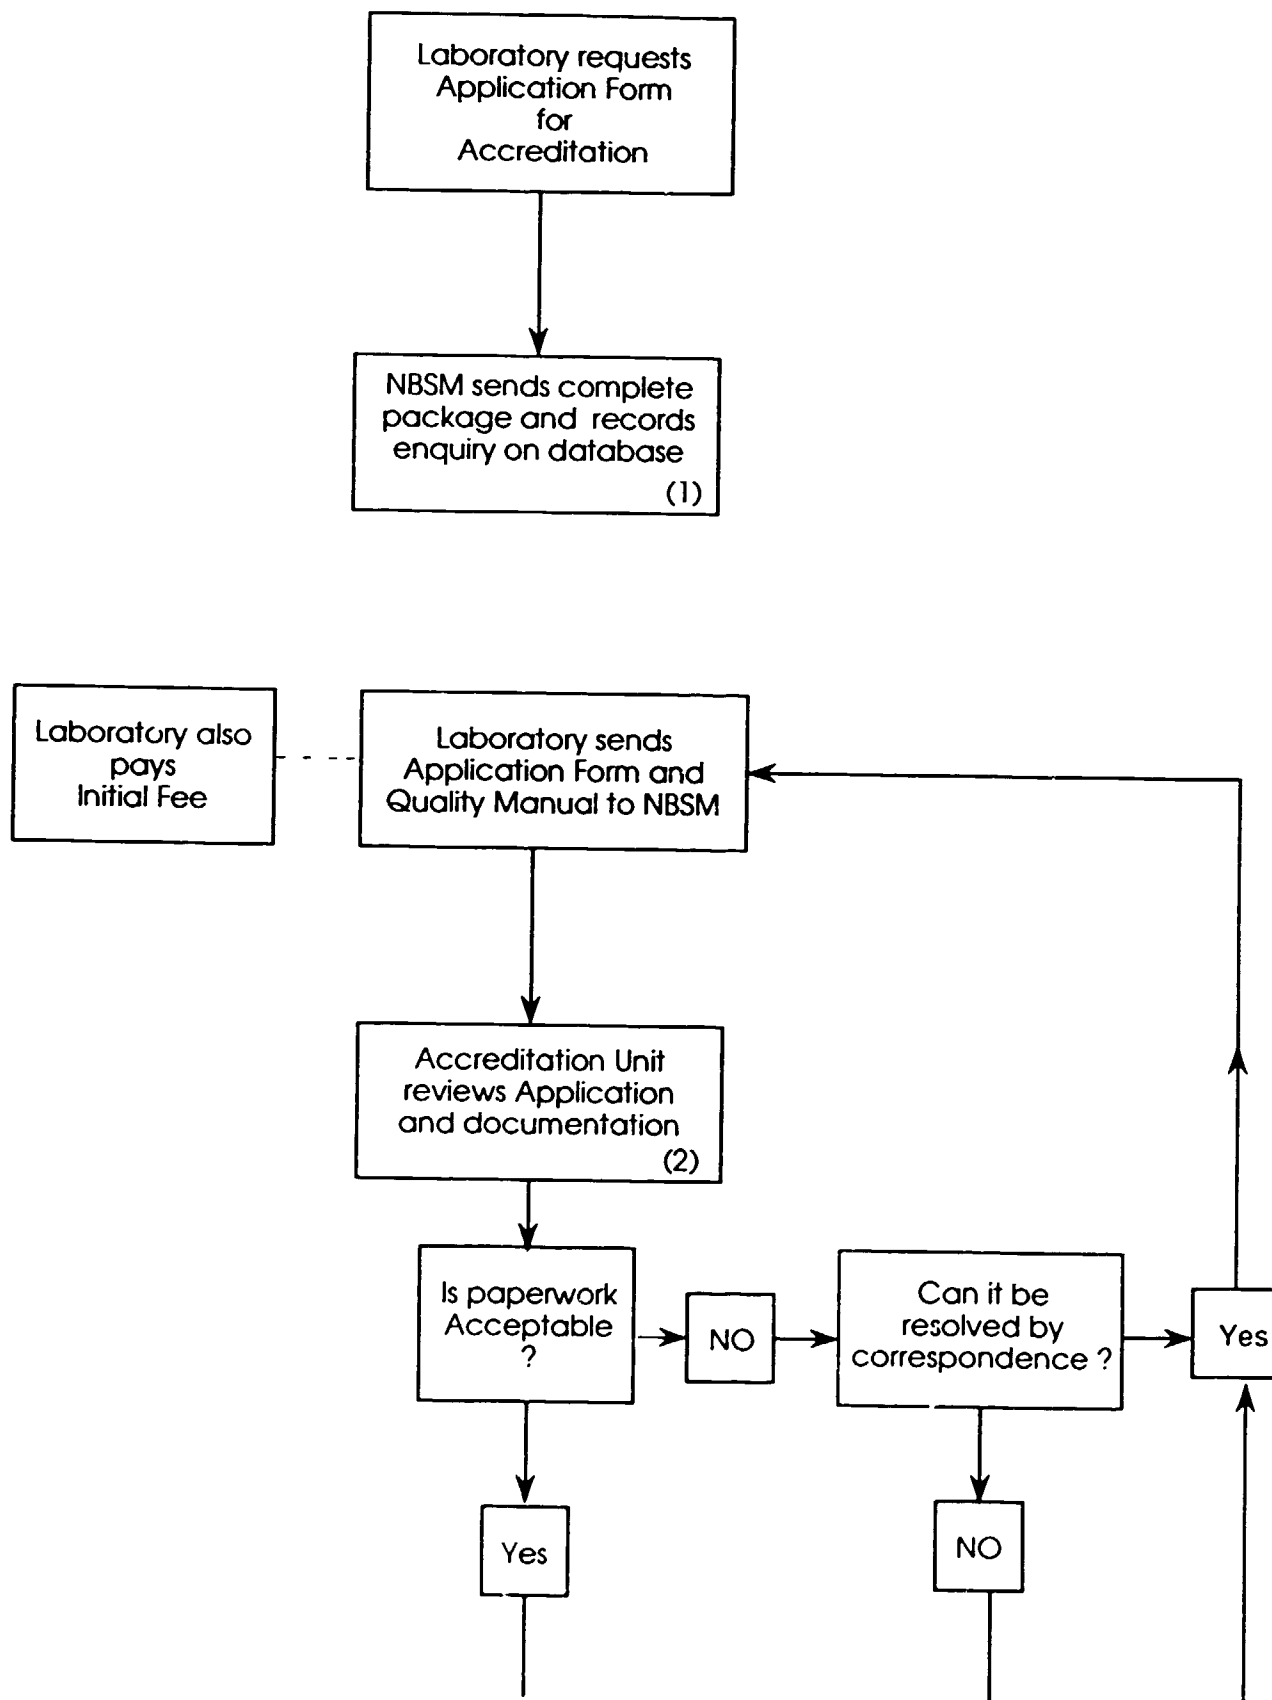 Laboratory requests
Application Form
for
Accreditation
NBSM sends complete
package and records
enquiry on database
(1)
Laboratory also
pays
Initial Fee
Laboratory sends
Application Form and
Quality Manual to NBSM
Accreditation Unit
reviews Application
and documentation
(2)
Is paperwork
Acceptable
?
NO
Can it be
resolved by
correspondence ?
Yes
Yes
NO